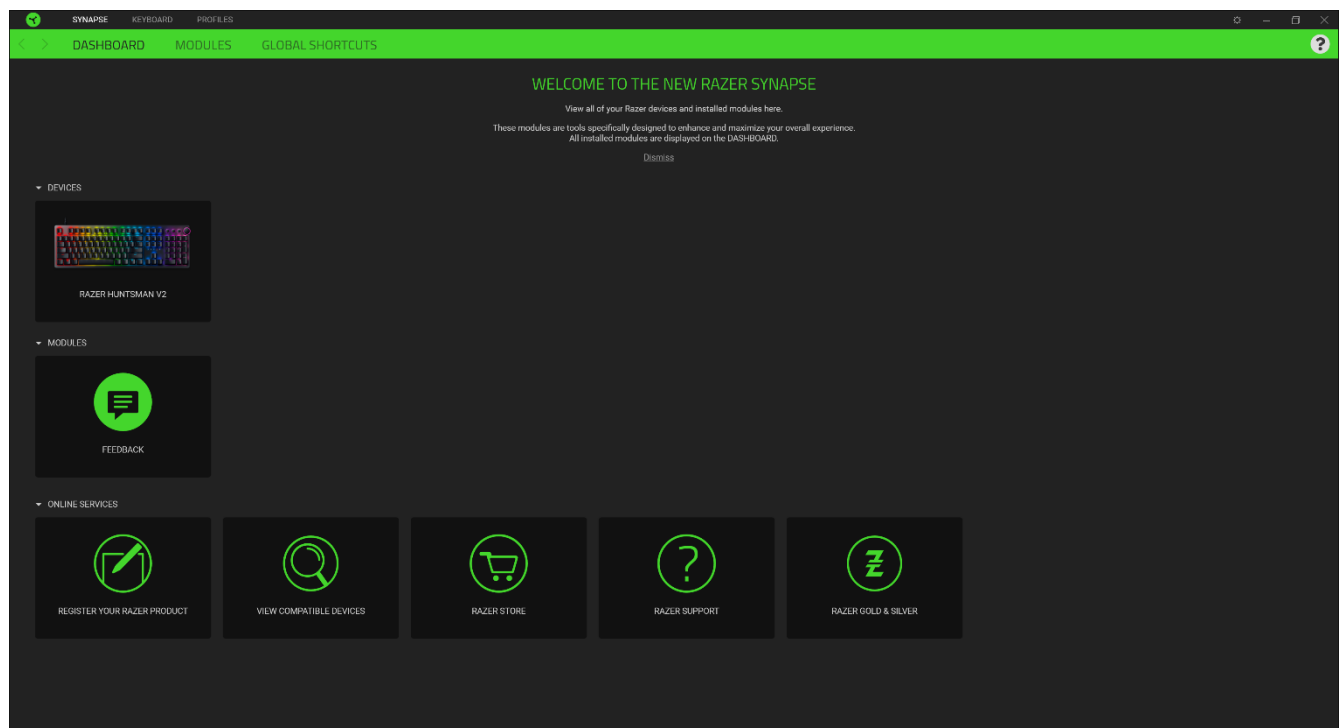 SYNAPSE KEYBOARD PROFILES
DASHBOARD MODULES GLOBAL SHORTCUTS
?
WELCOME TO THE NEW RAZER SYNAPSE
View all of your Razer devices and installed modules here.
These modules are tools specifically designed to enhance and maximize your overall experience.
All installed modules are displayed on the DASHBOARD.
Dismiss
DEVICES
RAZER HUNTSMAN V2
MODULES
FEEDBACK
ONLINE SERVICES
REGISTER YOUR RAZER PRODUCT
VIEW COMPATIBLE DEVICES
RAZER STORE
RAZER SUPPORT
RAZER GOLD & SILVER